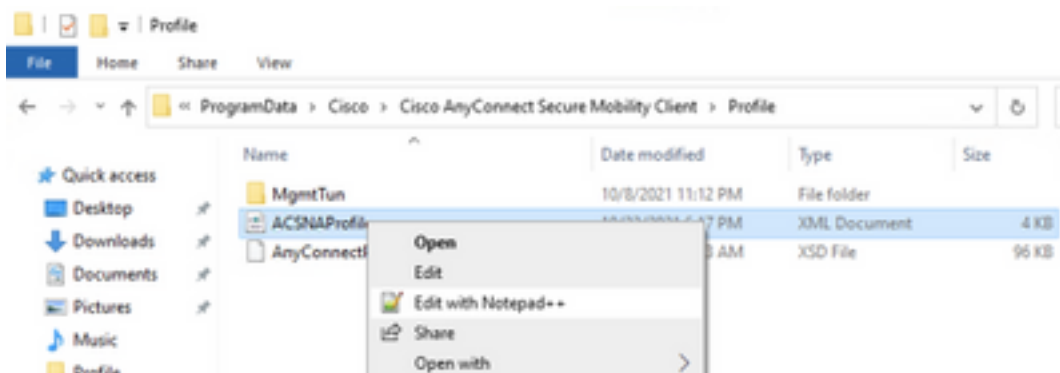 Profile
File Home Share View
« ProgramData › Cisco › Cisco AnyConnect Secure Mobility Client › Profile
Name Date modified Type Size
Quick access
MgmtTun 10/8/2021 11:12 PM File folder
Desktop
ACSNAProfile PM XML Document 4 KB
Downloads
AM XSD File 96 KB
Open
Documents
Edit
Pictures
Edit with Notepad++
Music
Share
Open with
Profile